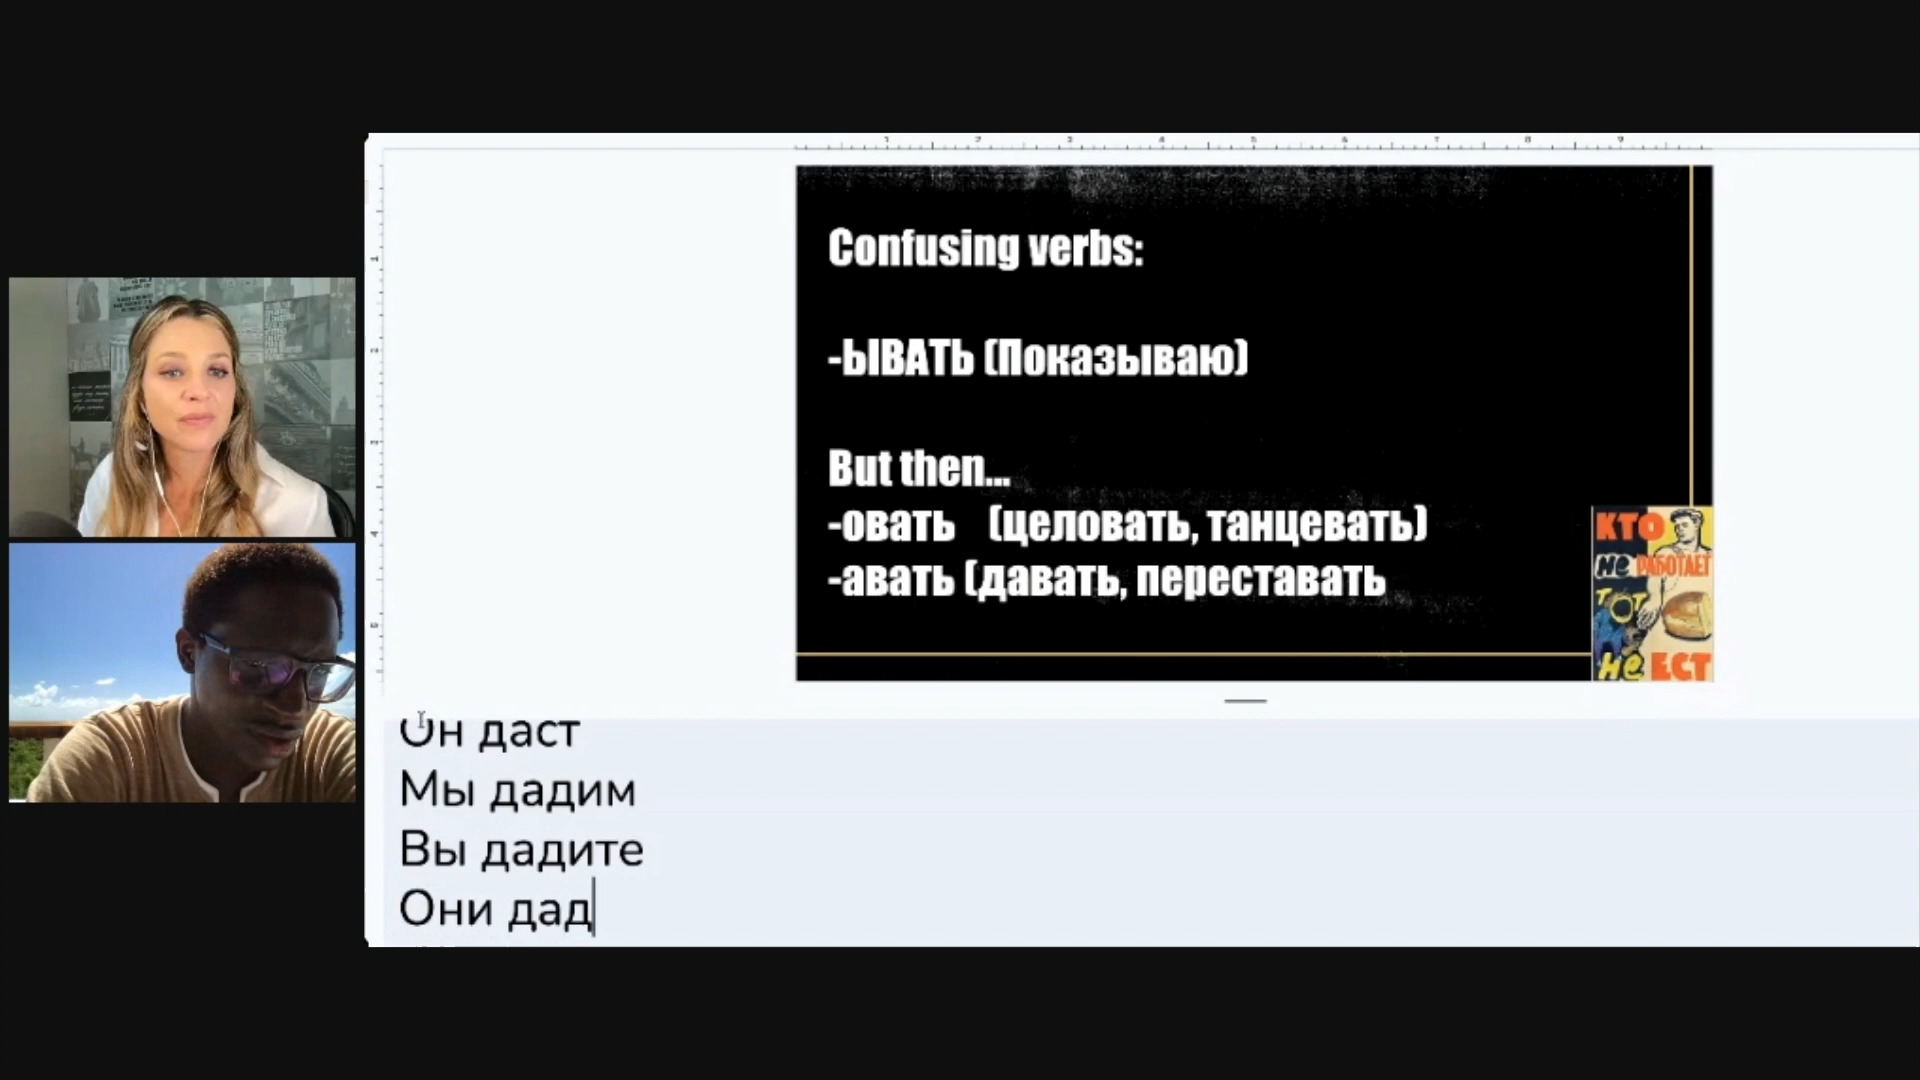 Confusing verbs:
-ЫВАТЬ (Показываю)
But then...
-овать (целовать, танцевать)
-авать (давать, переставать
КТО
не РАБОТАЕТ
ТОТ
не ЕСТ
Он даст
Мы дадим
Вы дадите
Они дад